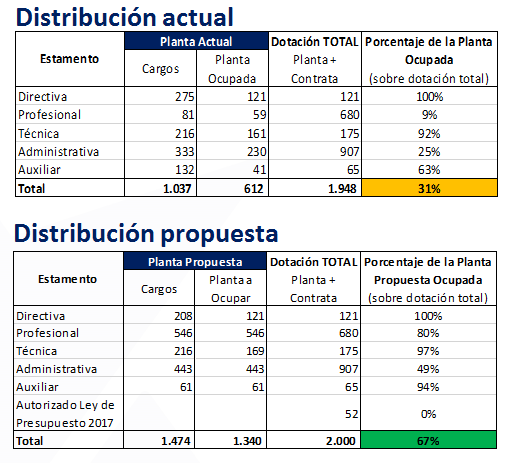 Distribución actual
Estamento Planta Actual Dotación TOTAL Porcentaje de la Planta
Cargos Planta Ocupada Planta + Contrata Ocupada (sobre dotación total)
Directiva 275 121 121 100%
Profesional 81 59 680 9%
Técnica 216 161 175 92%
Administrativa 333 230 907 25%
Auxiliar 132 41 65 63%
Total 1.037 612 1.948 31%
Distribución propuesta
Estamento Planta Propuesta Dotación TOTAL Porcentaje de la Planta
Cargos Planta a Ocupar Planta + Contrata Propuesta Ocupada (sobre dotación total)
Directiva 208 121 121 100%
Profesional 546 546 680 80%
Técnica 216 169 175 97%
Administrativa 443 443 907 49%
Auxiliar 61 61 65 94%
Autorizado Ley de
Presupuesto 2017 52 0%
Total 1.474 1.340 2.000 67%